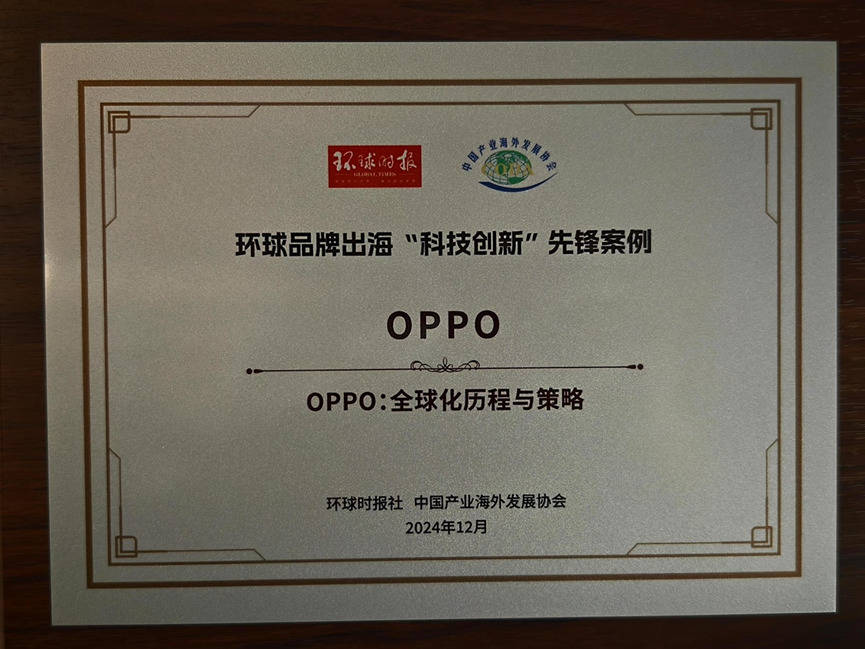 环球时报
GLOBAL TIMES
中国产业海外发展协会
环球品牌出海“科技创新”先锋案例
OPPO
OPPO：全球化历程与策略
环球时报社 中国产业海外发展协会
2024年12月